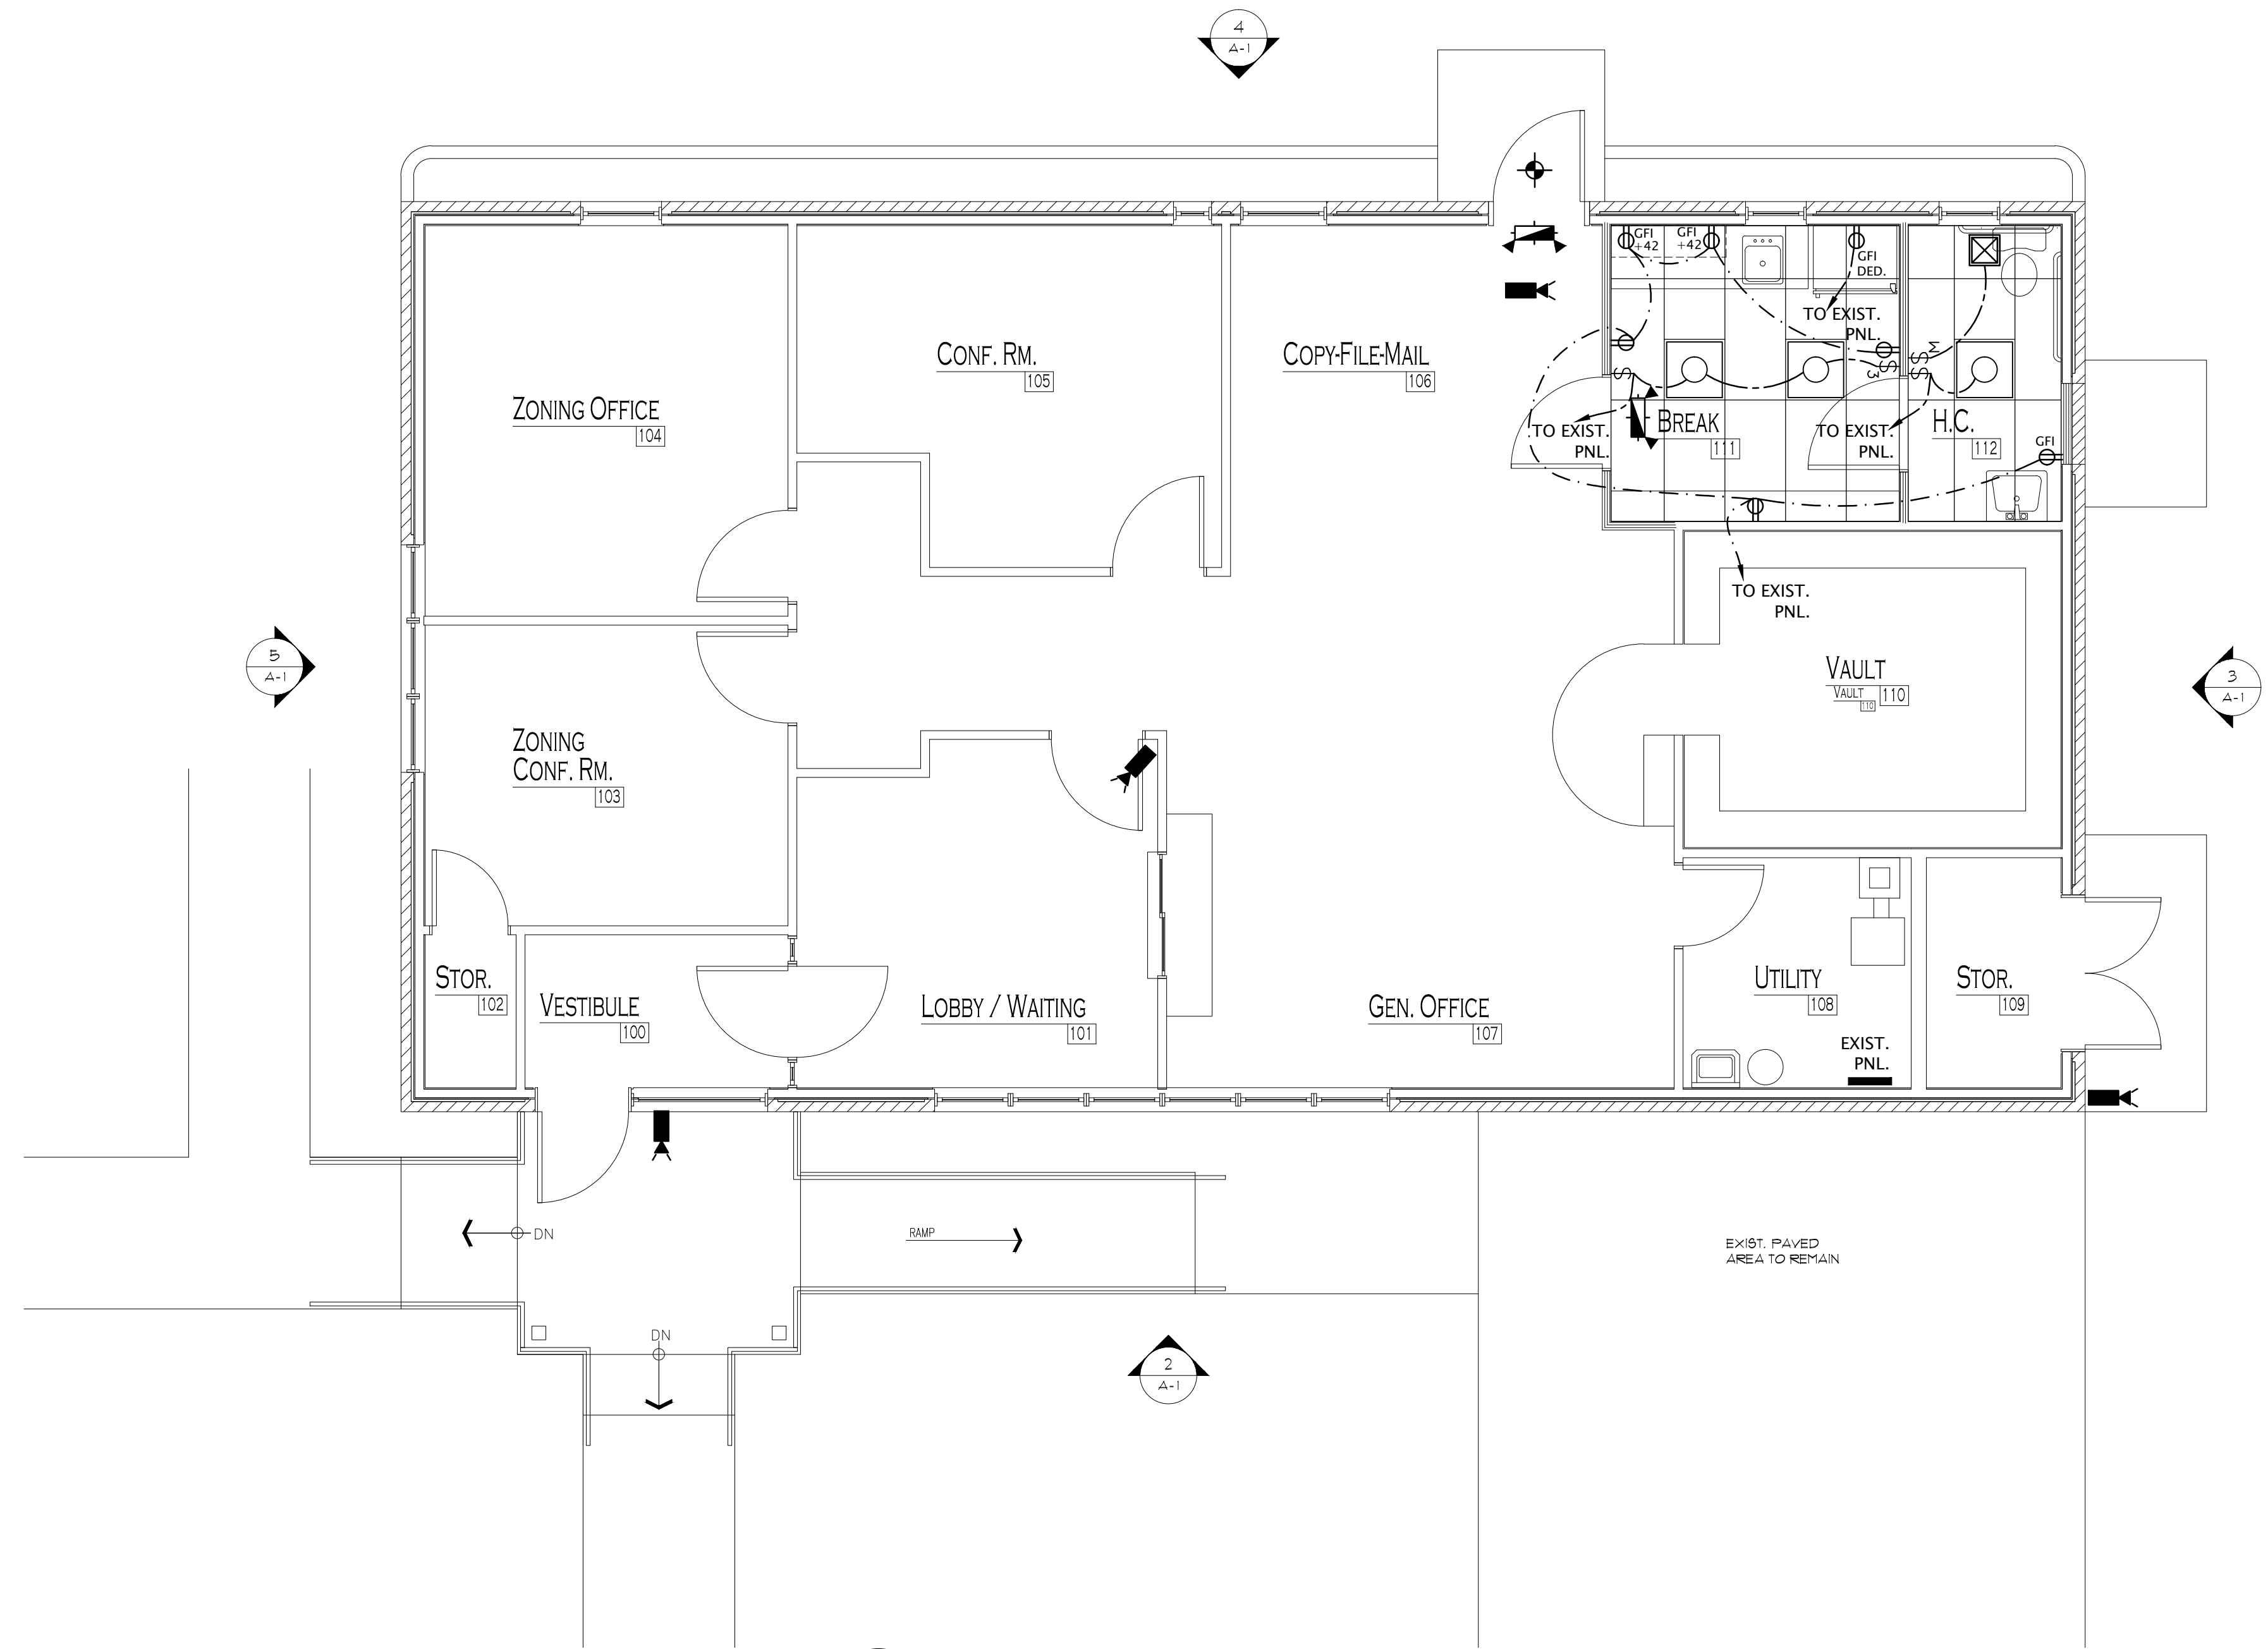 4
A-1
GFI
+42
GFI
+42
GFI
DED.
TO EXIST.
PNL.
CONF. RM.
105
COPY-FILE-MAIL
106
S
S
3
S
M
S
ZONING OFFICE
104
TO EXIST.
PNL.
BREAK
111
TO EXIST.
PNL.
H.C.
112
GFI
TO EXIST.
PNL.
5
A-1
VAULT
VAULT
110
110
3
A-1
ZONING
CONF. RM.
103
STOR.
102
VESTIBULE
100
LOBBY / WAITING
101
GEN. OFFICE
107
UTILITY
108
STOR.
109
EXIST.
PNL.
DN
RAMP
EXIST. PAVED
AREA TO REMAIN
DN
2
A-1